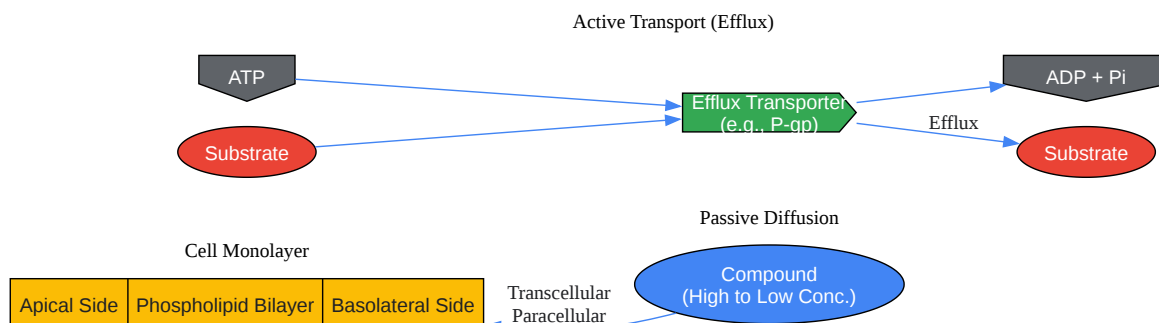 Active Transport (Efflux)
ATP
ADP + Pi
Efflux Transporter
(e.g., P-gp)
Efflux
Substrate
Substrate
Passive Diffusion
Cell Monolayer
Compound
(High to Low Conc.)
Apical Side
Phospholipid Bilayer
Basolateral Side
Transcellular
Paracellular